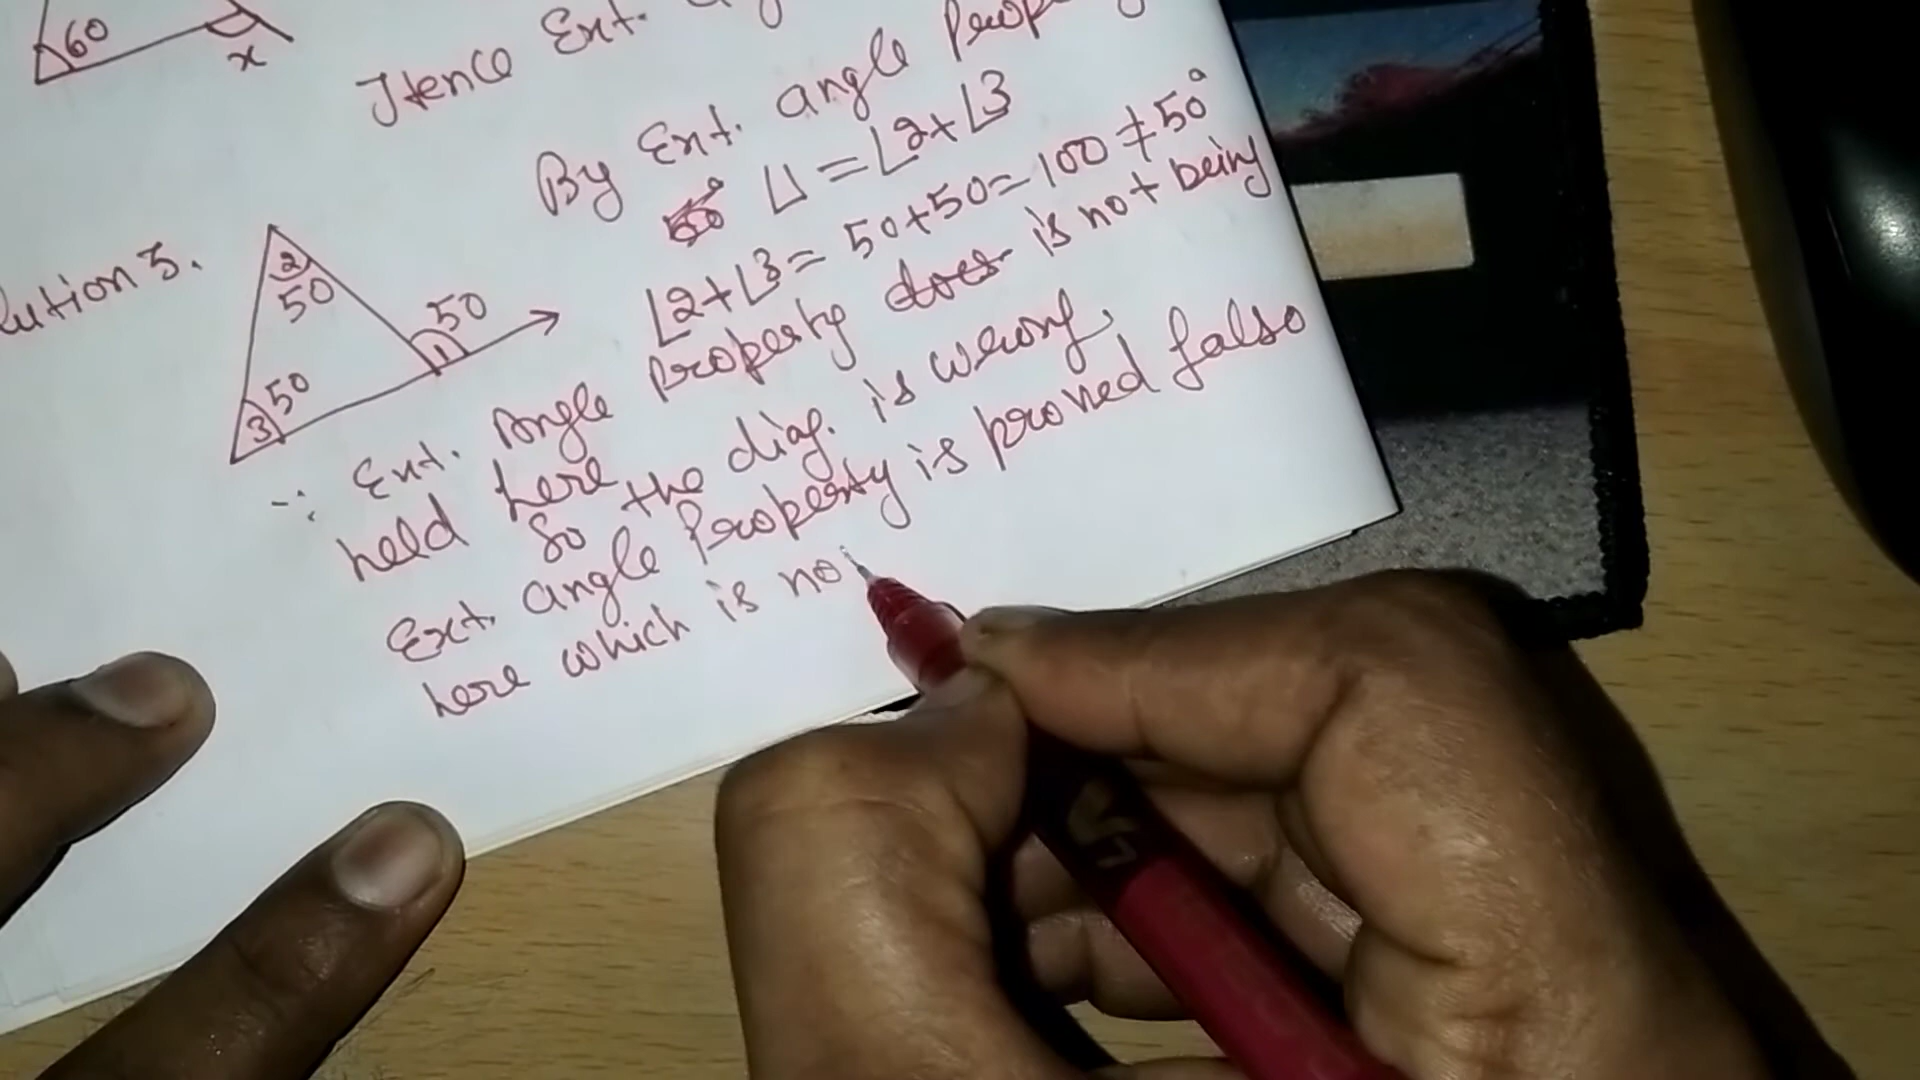 60
x
Hence Ext.
By Ext. angle Prop
∠1 = ∠2+∠3
∠2+∠3= 50+50= 100 ≠ 50°
lution 5.
2
50
50
1
50
3
∵ Ext. Angle property does is not being
held here So the diag. is wrong,
Ext. angle Property is proved falso
here which is no